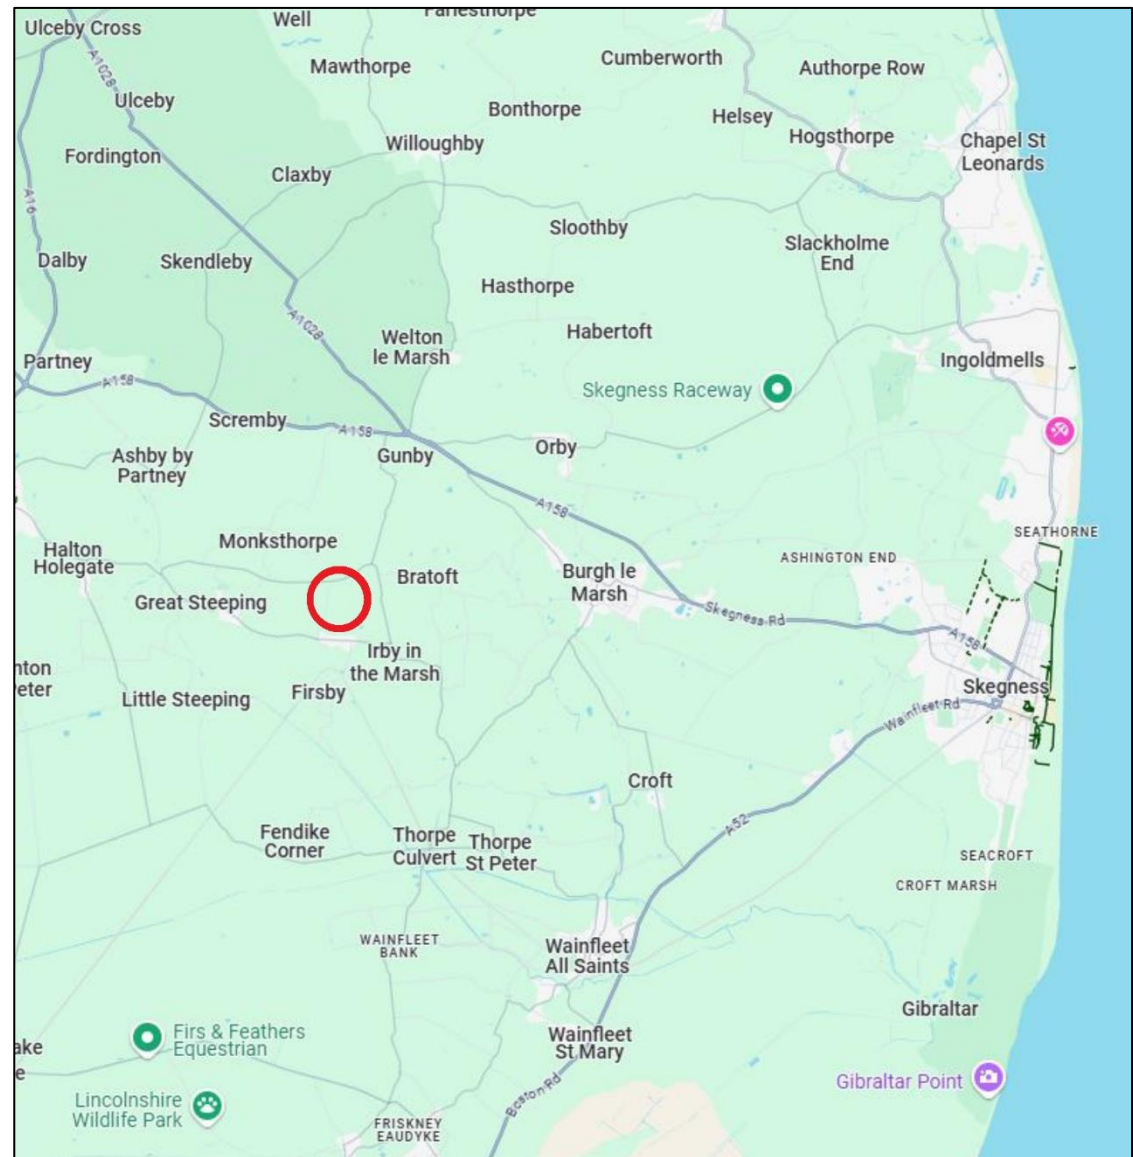 Well
Ulceby Cross
Farlesthorpe
Cumberworth
Mawthorpe
Authorpe Row
A1028
Ulceby
Bonthorpe
Helsey
Hogsthorpe
Willoughby
Chapel St
Leonards
Fordington
Claxby
A16
Sloothby
Slackholme
End
Dalby
Skendleby
Hasthorpe
A1028
Habertoft
Welton
le Marsh
Partney
Ingoldmells
A158
Skegness Raceway
Scremby
A158
Orby
Gunby
Ashby by
Partney
A158
Monksthorpe
SEATHORNE
Halton
Holegate
ASHINGTON END
Bratoft
Burgh le
Marsh
Great Steeping
Skegness Rd
A158
Irby in
the Marsh
nton
eter
Skegness
Little Steeping
Firsby
Wainfleet Rd
Croft
A52
Fendike
Corner
Thorpe
Culvert
Thorpe
St Peter
SEACROFT
CROFT MARSH
WAINFLEET
BANK
Wainfleet
All Saints
Gibraltar
Firs & Feathers
Equestrian
Wainfleet
St Mary
ake
e
Gibraltar Point
Lincolnshire
Wildlife Park
Boston Rd
FRISKNEY
EAUDYKE